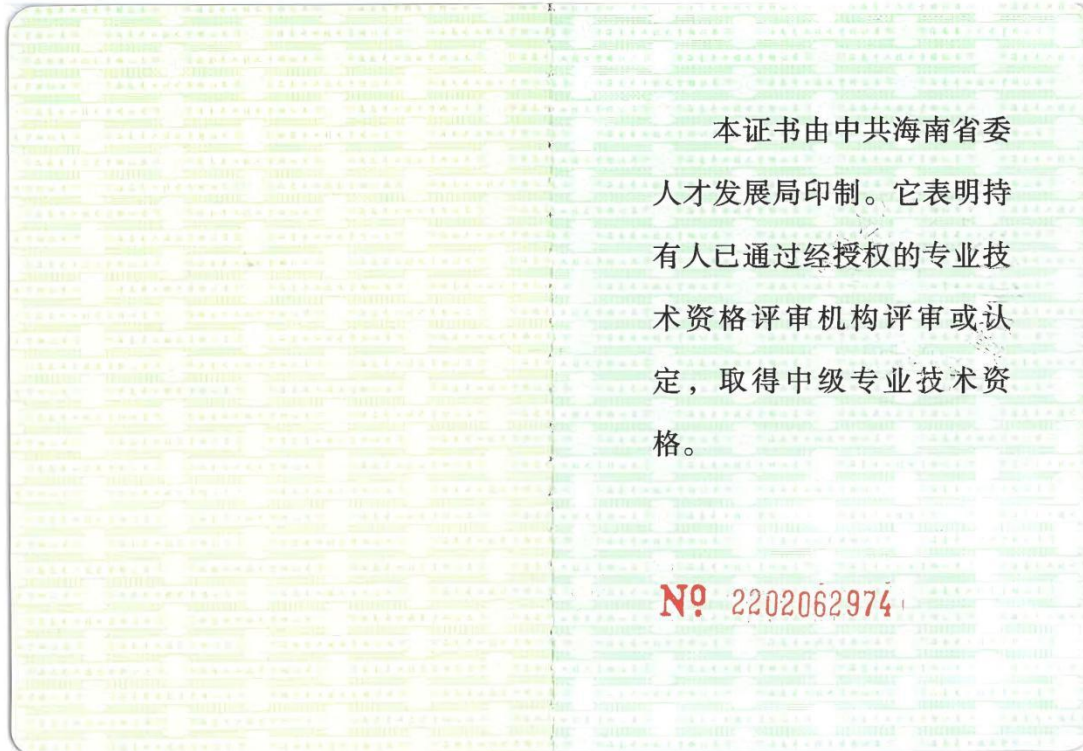 本证书由中共海南省委
人才发展局印制。它表明持
有人已通过经授权的专业技
术资格评审机构评审或认
定，取得中级专业技术资
格。
Nº 2202062974